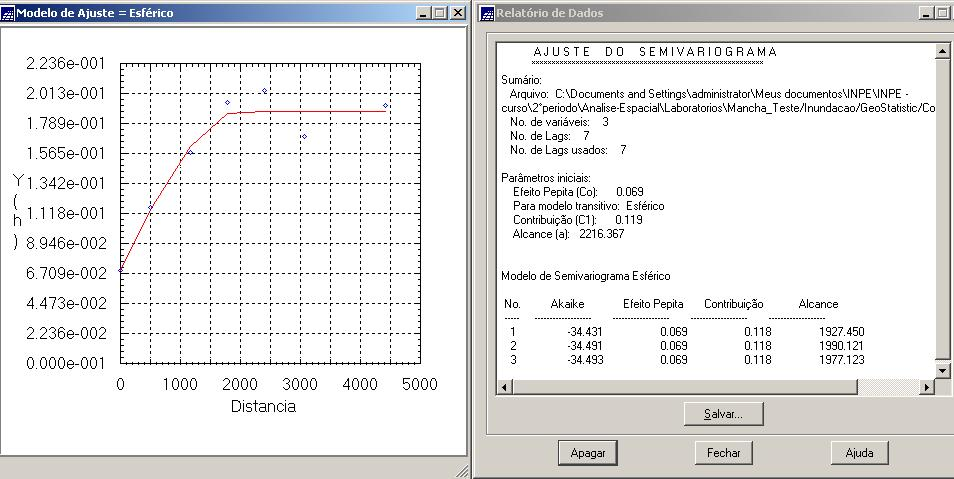 Modelo de Ajuste = Esférico
2.236e-001
2.013e-001
1.789e-001
1.565e-001
1.342e-001
1.118e-001
8.946e-002
6.709e-002
4.473e-002
2.236e-002
0.000e-001
Y(h)
0 1000 2000 3000 4000 5000
Distancia
Relatório de Dados
AJUSTE DO SEMIVARIOGRAMA
Sumário:
Arquivo: C:\Documents and Settings\administrator\Meus documentos\INPE\INPE -
curso\2°periodo\Analise-Espacial\Laboratorios\Mancha_Teste/Inundacao/GeoStatistic/Co
No. de variáveis: 3
No. de Lags: 7
No. de Lags usados: 7
Parâmetros iniciais:
Efeito Pepita (Co): 0.069
Para modelo transitivo: Esférico
Contribuição (C1): 0.119
Alcance (a): 2216.367
Modelo de Semivariograma Esférico
No. Akaike Efeito Pepita Contribuição Alcance
1 -34.431 0.069 0.118 1927.450
2 -34.491 0.069 0.118 1990.121
3 -34.493 0.069 0.118 1977.123
Salvar...
Apagar Fechar Ajuda